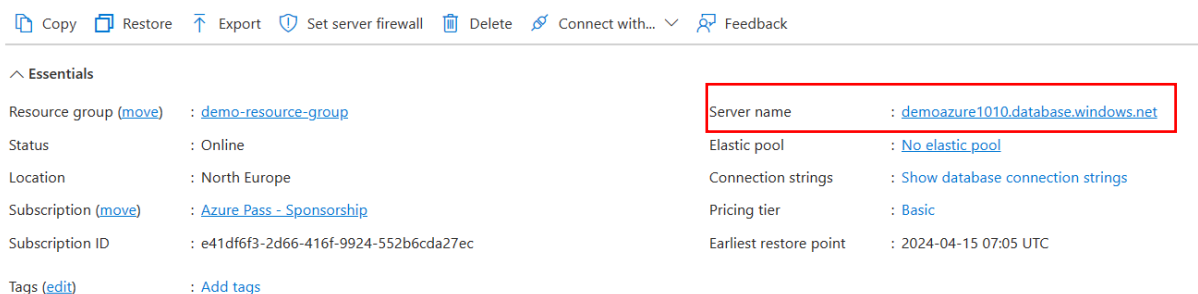 Copy Restore Export Set server firewall Delete Connect with... Feedback
Essentials
Resource group (move) : demo-resource-group
Status : Online
Location : North Europe
Subscription (move) : Azure Pass - Sponsorship
Subscription ID : e41df6f3-2d66-416f-9924-552b6cda27ec
Tags (edit) : Add tags
Server name : demoazure1010.database.windows.net
Elastic pool : No elastic pool
Connection strings : Show database connection strings
Pricing tier : Basic
Earliest restore point : 2024-04-15 07:05 UTC